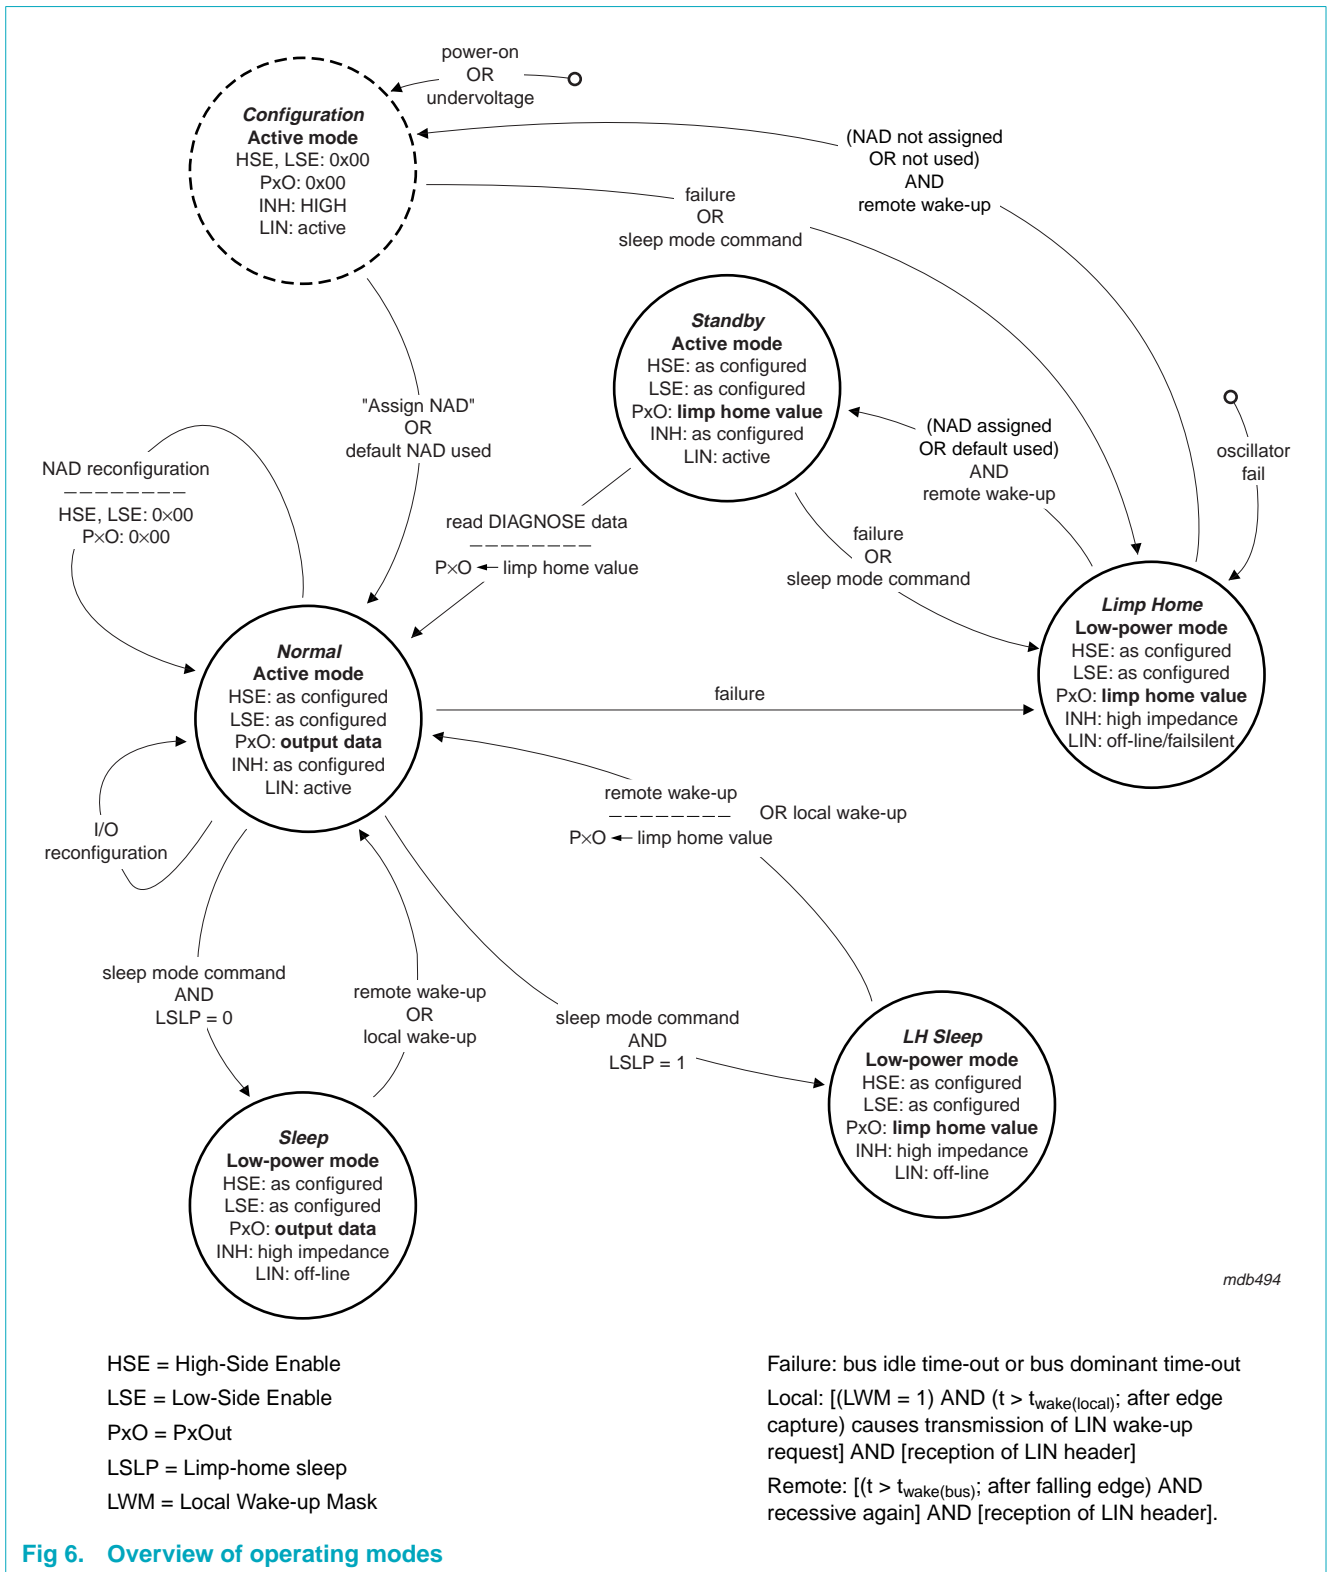 power-on
OR
undervoltage
Configuration
Active mode
HSE, LSE: 0x00
PxO: 0x00
INH: HIGH
LIN: active
(NAD not assigned
OR not used)
AND
remote wake-up
failure
OR
sleep mode command
Standby
Active mode
HSE: as configured
LSE: as configured
PxO: limp home value
INH: as configured
LIN: active
"Assign NAD"
OR
default NAD used
(NAD assigned
OR default used)
AND
remote wake-up
oscillator
fail
NAD reconfiguration
– – – – – – – –
HSE, LSE: 0×00
P×O: 0×00
read DIAGNOSE data
– – – – – – – –
P×O ← limp home value
failure
OR
sleep mode command
Limp Home
Low-power mode
HSE: as configured
LSE: as configured
PxO: limp home value
INH: high impedance
LIN: off-line/failsilent
Normal
Active mode
HSE: as configured
LSE: as configured
PxO: output data
INH: as configured
LIN: active
failure
I/O
reconfiguration
remote wake-up
– – – – – – – –
OR local wake-up
P×O ← limp home value
sleep mode command
AND
LSLP = 0
remote wake-up
OR
local wake-up
sleep mode command
AND
LSLP = 1
LH Sleep
Low-power mode
HSE: as configured
LSE: as configured
PxO: limp home value
INH: high impedance
LIN: off-line
Sleep
Low-power mode
HSE: as configured
LSE: as configured
PxO: output data
INH: high impedance
LIN: off-line
mdb494
HSE = High-Side Enable
LSE = Low-Side Enable
PxO = PxOut
LSLP = Limp-home sleep
LWM = Local Wake-up Mask
Failure: bus idle time-out or bus dominant time-out
Local: [(LWM = 1) AND (t > twake(local); after edge
capture) causes transmission of LIN wake-up
request] AND [reception of LIN header]
Remote: [(t > twake(bus); after falling edge) AND
recessive again] AND [reception of LIN header].
Fig 6. Overview of operating modes